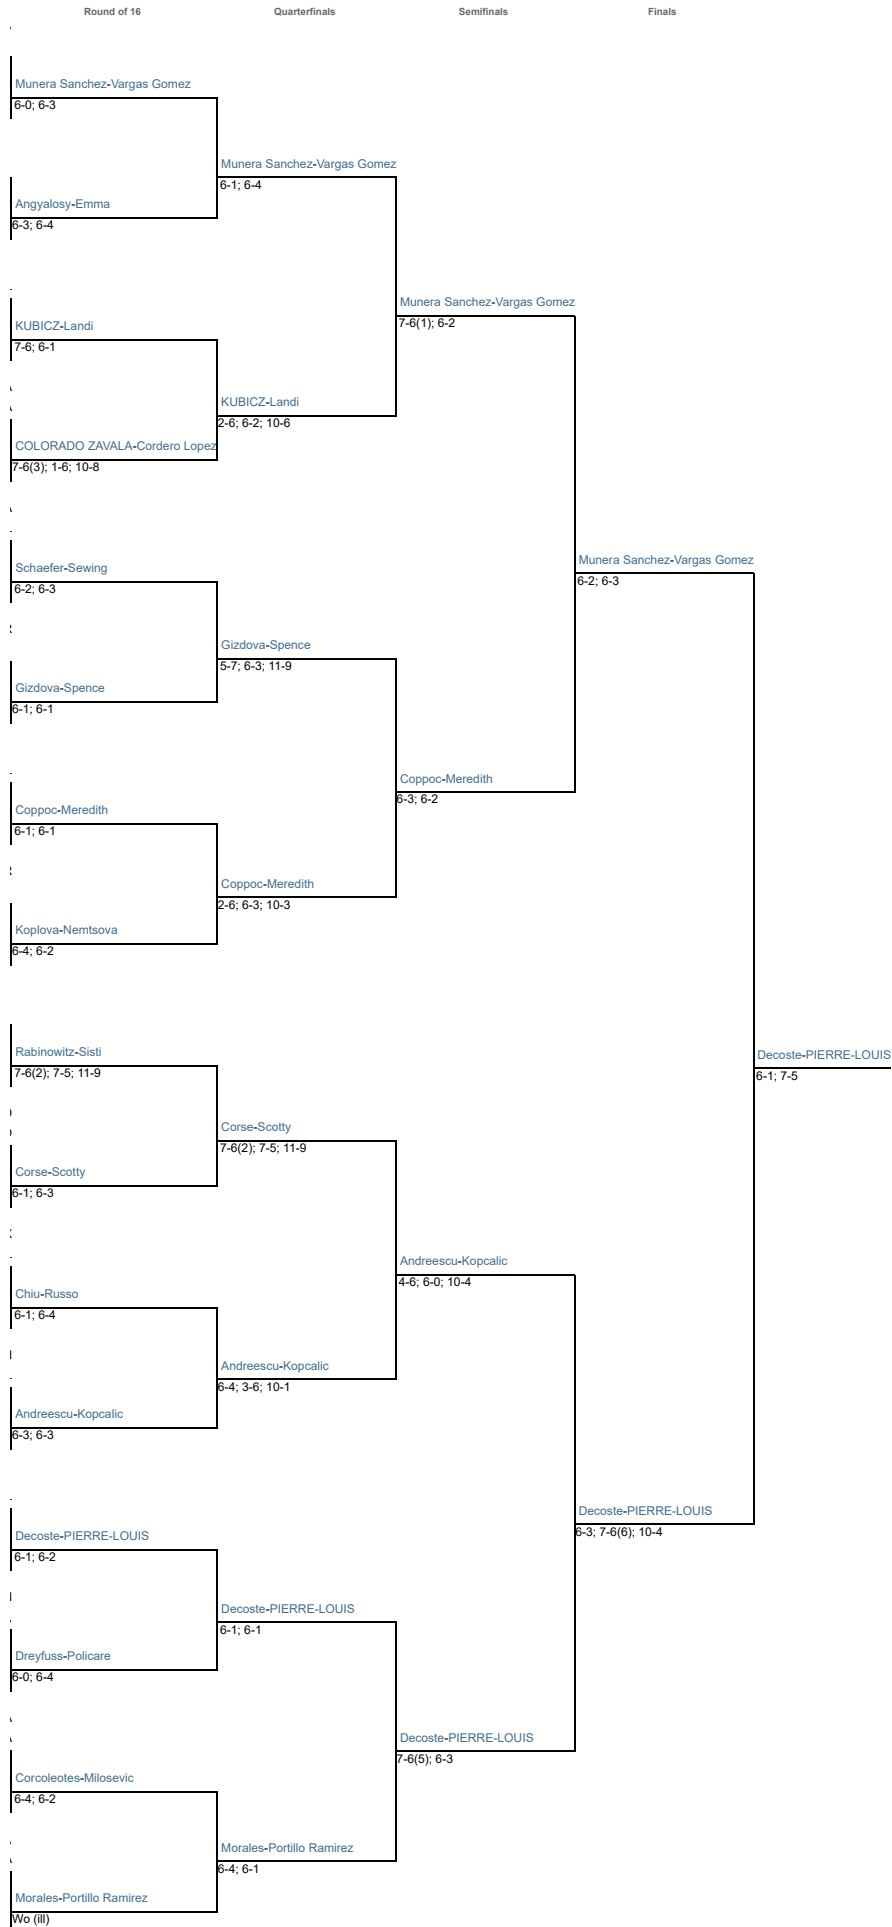 Round of 16 Quarterfinals Semifinals Finals
Munera Sanchez-Vargas Gomez
6-0; 6-3
Munera Sanchez-Vargas Gomez
6-1; 6-4
Angyalosy-Emma
6-3; 6-4
Munera Sanchez-Vargas Gomez
7-6(1); 6-2
KUBICZ-Landi
7-6; 6-1
KUBICZ-Landi
2-6; 6-2; 10-6
COLORADO ZAVALA-Cordero Lopez
7-6(3); 1-6; 10-8
Munera Sanchez-Vargas Gomez
6-2; 6-3
Schaefer-Sewing
6-2; 6-3
Gizdova-Spence
5-7; 6-3; 11-9
Gizdova-Spence
6-1; 6-1
Coppoc-Meredith
6-3; 6-2
Coppoc-Meredith
6-1; 6-1
Coppoc-Meredith
2-6; 6-3; 10-3
Koplova-Nemtsova
6-4; 6-2
Rabinowitz-Sisti
7-6(2); 7-5; 11-9
Decoste-PIERRE-LOUIS
6-1; 7-5
Corse-Scotty
7-6(2); 7-5; 11-9
Corse-Scotty
6-1; 6-3
Andreescu-Kopcalic
4-6; 6-0; 10-4
Chiu-Russo
6-1; 6-4
Andreescu-Kopcalic
6-4; 3-6; 10-1
Andreescu-Kopcalic
6-3; 6-3
Decoste-PIERRE-LOUIS
6-3; 7-6(6); 10-4
Decoste-PIERRE-LOUIS
6-1; 6-2
Decoste-PIERRE-LOUIS
6-1; 6-1
Dreyfuss-Policare
6-0; 6-4
Decoste-PIERRE-LOUIS
7-6(5); 6-3
Corcoleotes-Milosevic
6-4; 6-2
Morales-Portillo Ramirez
6-4; 6-1
Morales-Portillo Ramirez
Wo (ill)